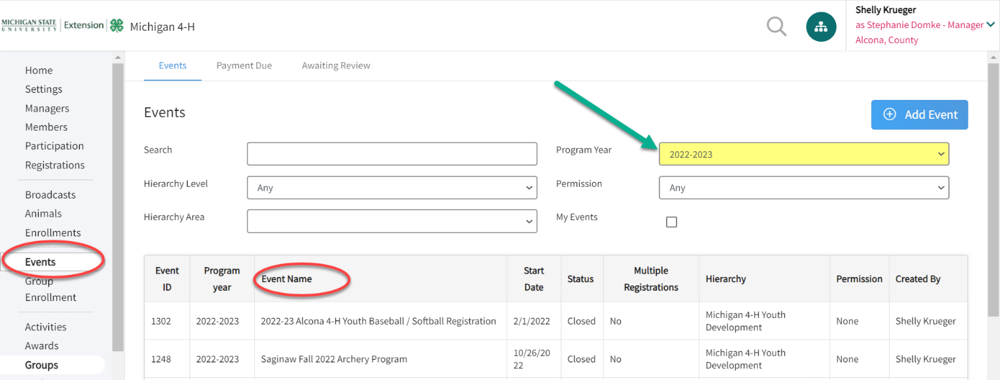 MICHIGAN STATE
UNIVERSITY
Extension
Michigan 4-H
Shelly Krueger
as Stephanie Domke - Manager
Alcona, County
Home
Settings
Managers
Members
Participation
Registrations
Broadcasts
Animals
Enrollments
Events
Group
Enrollment
Activities
Awards
Groups
Events
Payment Due
Awaiting Review
Events
Add Event
Search
Program Year
2022-2023
Hierarchy Level
Any
Permission
Any
Hierarchy Area
My Events
Event
ID
Program
year
Event Name
Start
Date
Status
Multiple
Registrations
Hierarchy
Permission
Created By
1302
2022-2023
2022-23 Alcona 4-H Youth Baseball / Softball Registration
2/1/2022
Closed
No
Michigan 4-H Youth
Development
None
Shelly Krueger
1248
2022-2023
Saginaw Fall 2022 Archery Program
10/26/20
22
Closed
No
Michigan 4-H Youth
Development
None
Shelly Krueger